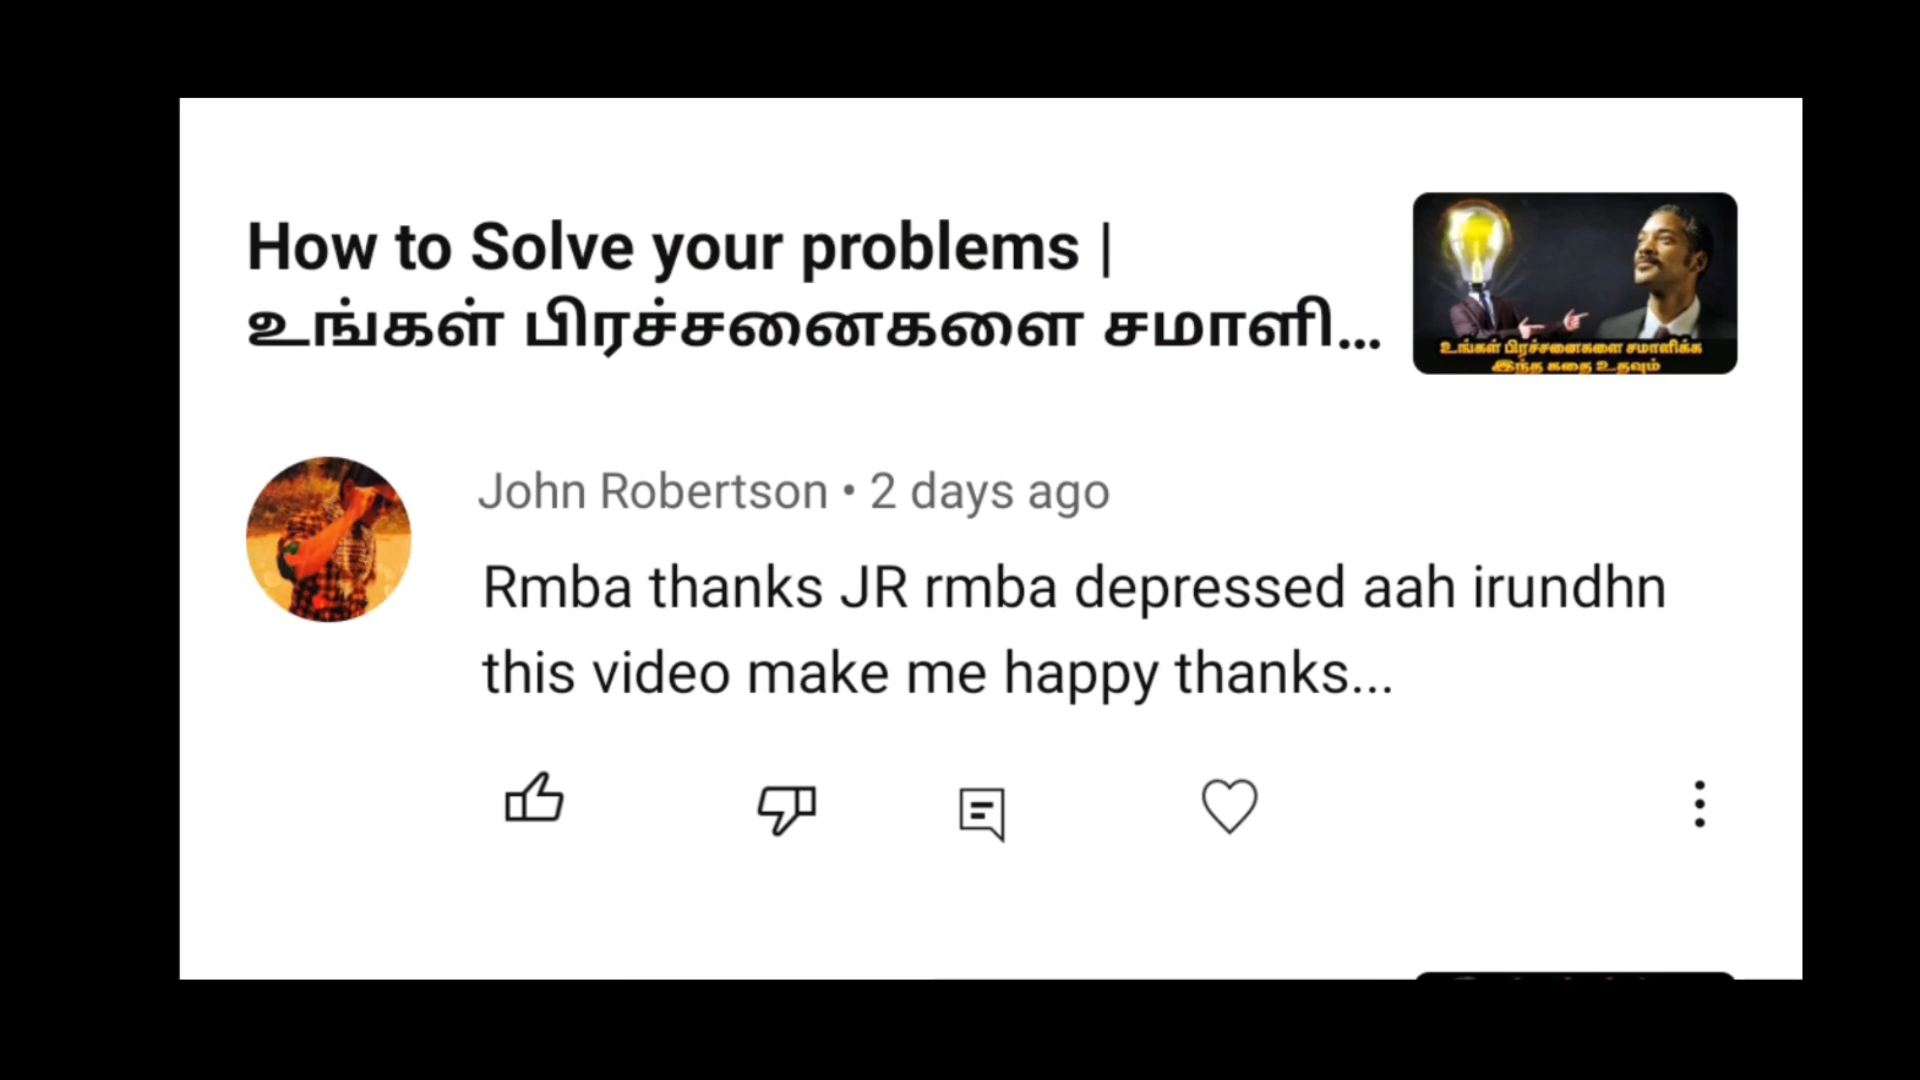 How to Solve your problems |
உங்கள் பிரச்சனைகளை சமாளி...
உங்கள் பிரச்சனைகளை சமாளிக்க
இந்த கதை உதவும்
John Robertson • 2 days ago
Rmba thanks JR rmba depressed aah irundhn
this video make me happy thanks...